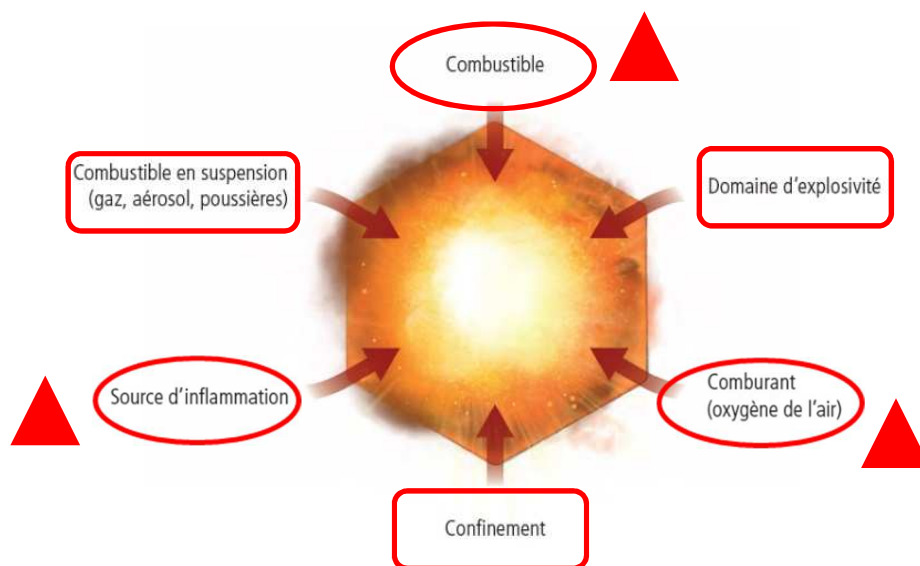 Combustible
Combustible en suspension
(gaz, aérosol, poussières)
Domaine d'explosivité
Source d'inflammation
Comburant
(oxygène de l'air)
Confinement